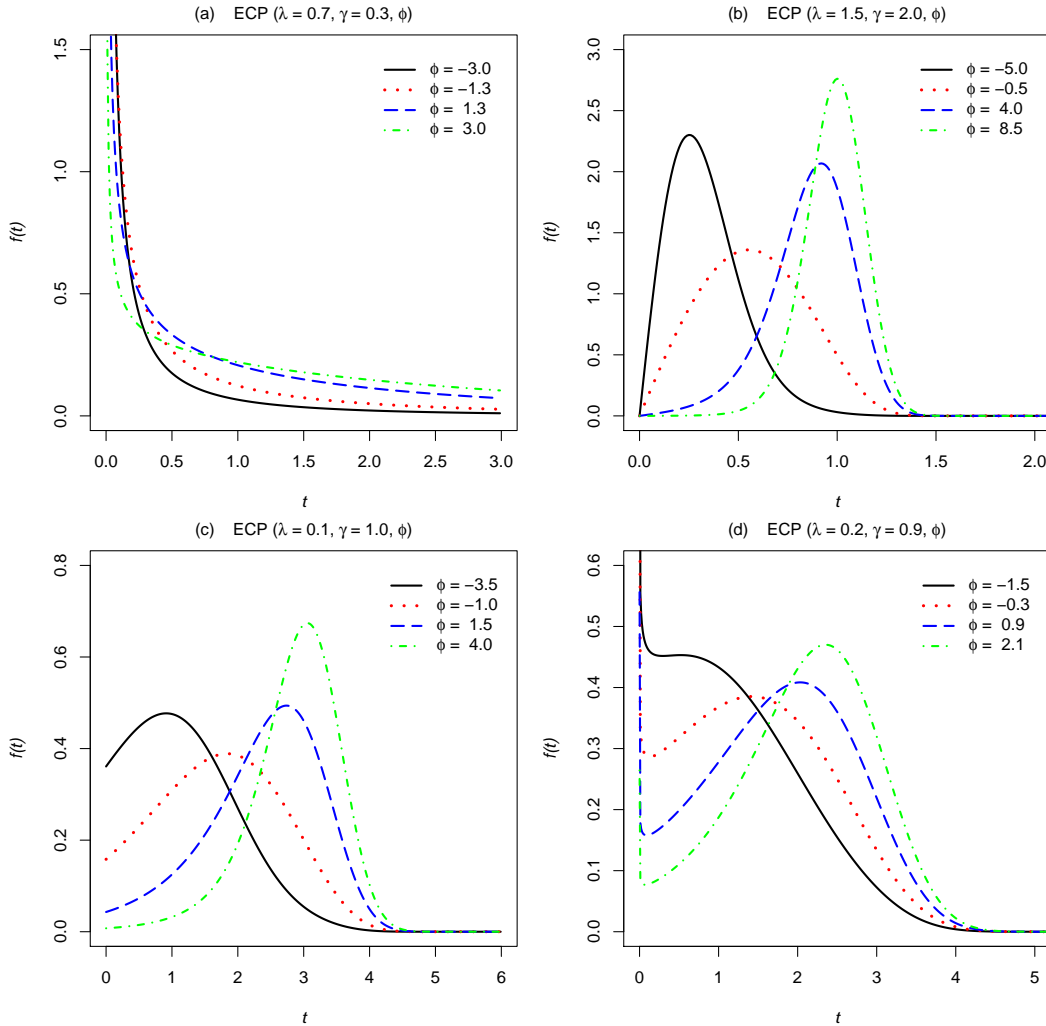 (a) ECP (λ = 0.7, γ = 0.3, ϕ)
ϕ = −3.0
ϕ = −1.3
ϕ = 1.3
ϕ = 3.0
f(t)
1.5
1.0
0.5
0.0
0.0 0.5 1.0 1.5 2.0 2.5 3.0
t
(b) ECP (λ = 1.5, γ = 2.0, ϕ)
ϕ = −5.0
ϕ = −0.5
ϕ = 4.0
ϕ = 8.5
f(t)
3.0
2.5
2.0
1.5
1.0
0.5
0.0
0.0 0.5 1.0 1.5 2.0
t
(c) ECP (λ = 0.1, γ = 1.0, ϕ)
ϕ = −3.5
ϕ = −1.0
ϕ = 1.5
ϕ = 4.0
f(t)
0.8
0.6
0.4
0.2
0.0
0 1 2 3 4 5 6
t
(d) ECP (λ = 0.2, γ = 0.9, ϕ)
ϕ = −1.5
ϕ = −0.3
ϕ = 0.9
ϕ = 2.1
f(t)
0.6
0.5
0.4
0.3
0.2
0.1
0.0
0 1 2 3 4 5
t